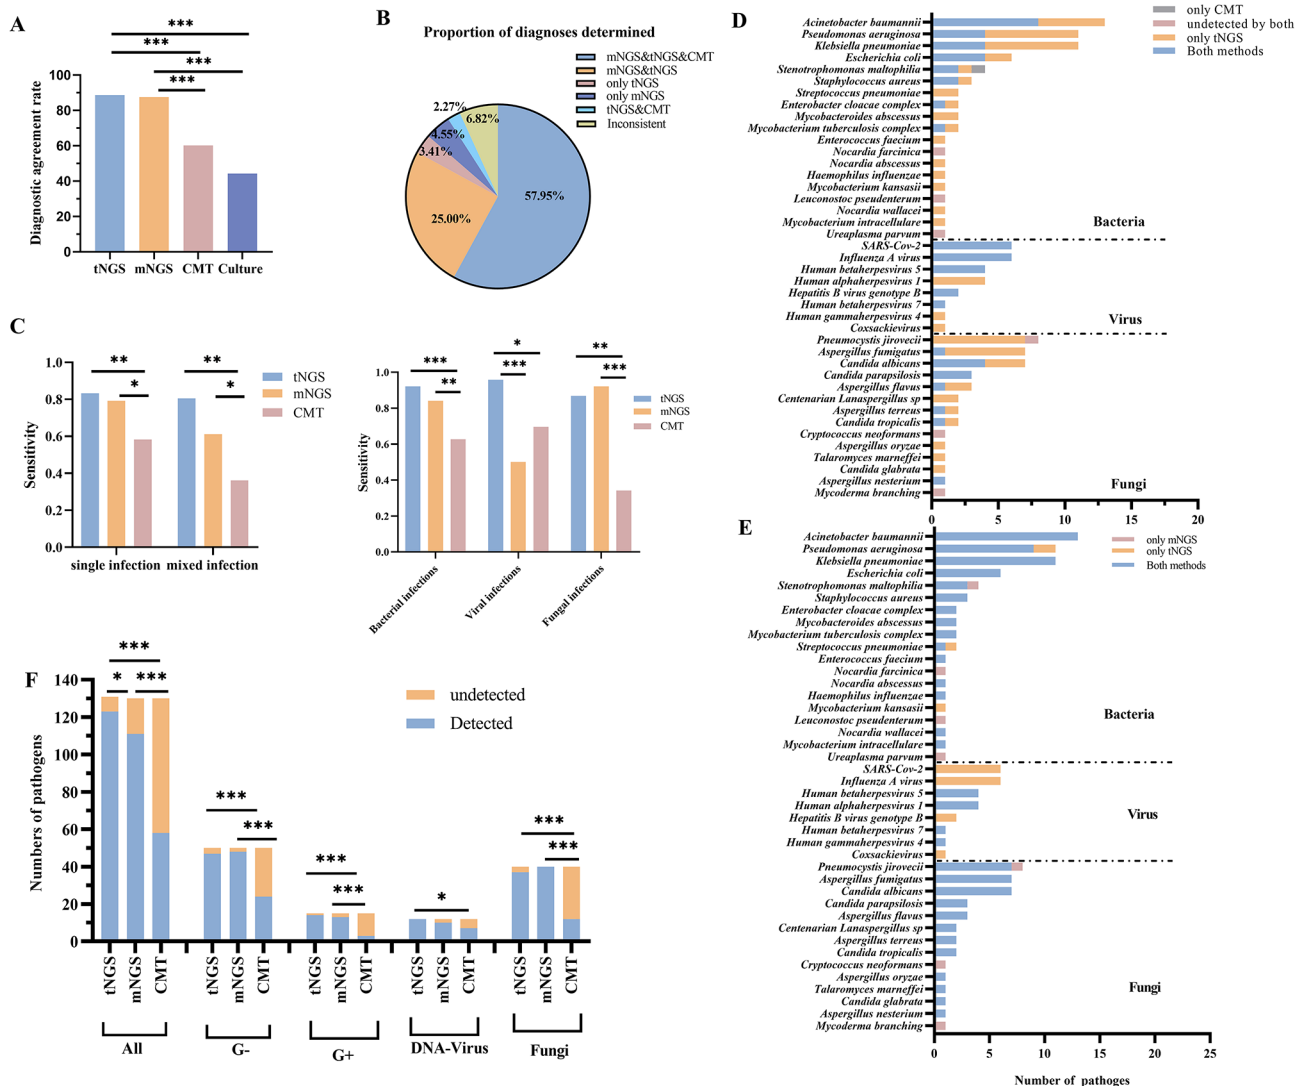 A
***
***
***
***
Diagnostic agreement rate
100
80
60
40
20
0
tNGS mNGS CMT Culture
B
Proportion of diagnoses determined
mNGS&tNGS&CMT
mNGS&tNGS
only tNGS
only mNGS
tNGS&CMT
Inconsistent
2.27%
6.82%
4.55%
3.41%
25.00%
57.95%
C
Sensitivity
1.0
0.8
0.6
0.4
0.2
0.0
** **
* *
tNGS
mNGS
CMT
single infection mixed infection
Sensitivity
1.0
0.8
0.6
0.4
0.2
0.0
*** * **
** *** ***
tNGS
mNGS
CMT
Bacterial infections
Viral infections
Fungal infections
D
only CMT
undetected by both
only tNGS
Both methods
Acinetobacter baumannii
Pseudomonas aeruginosa
Klebsiella pneumoniae
Escherichia coli
Stenotrophomonas maltophilia
Staphylococcus aureus
Streptococcus pneumoniae
Enterobacter cloacae complex
Mycobacteroides abscessus
Mycobacterium tuberculosis complex
Enterococcus faecium
Nocardia farcinica
Nocardia abscessus
Haemophilus influenzae
Mycobacterium kansasii
Leuconostoc pseudenterum
Nocardia wallacei
Mycobacterium intracellulare
Ureaplasma parvum
Bacteria
SARS-Cov-2
Influenza A virus
Human betaherpesvirus 5
Human alphaherpesvirus 1
Hepatitis B virus genotype B
Human betaherpesvirus 7
Human gammaherpesvirus 4
Coxsackievirus
Virus
Pneumocystis jirovecii
Aspergillus fumigatus
Candida albicans
Candida parapsilosis
Aspergillus flavus
Centenarian Lanaspergillus sp
Aspergillus terreus
Candida tropicalis
Cryptococcus neoformans
Aspergillus oryzae
Talaromyces marneffei
Candida glabrata
Aspergillus nesterium
Mycoderma branching
Fungi
0 5 10 15 20
E
only mNGS
only tNGS
Both methods
Acinetobacter baumannii
Pseudomonas aeruginosa
Klebsiella pneumoniae
Escherichia coli
Stenotrophomonas maltophilia
Staphylococcus aureus
Enterobacter cloacae complex
Mycobacteroides abscessus
Mycobacterium tuberculosis complex
Streptococcus pneumoniae
Enterococcus faecium
Nocardia farcinica
Nocardia abscessus
Haemophilus influenzae
Mycobacterium kansasii
Leuconostoc pseudenterum
Nocardia wallacei
Mycobacterium intracellulare
Ureaplasma parvum
Bacteria
SARS-Cov-2
Influenza A virus
Human betaherpesvirus 5
Human alphaherpesvirus 1
Hepatitis B virus genotype B
Human betaherpesvirus 7
Human gammaherpesvirus 4
Coxsackievirus
Virus
Pneumocystis jirovecii
Aspergillus fumigatus
Candida albicans
Candida parapsilosis
Aspergillus flavus
Centenarian Lanaspergillus sp
Aspergillus terreus
Candida tropicalis
Cryptococcus neoformans
Aspergillus oryzae
Talaromyces marneffei
Candida glabrata
Aspergillus nesterium
Mycoderma branching
Fungi
0 5 10 15 20 25
Number of pathoges
F
undetected
Detected
Numbers of pathogens
140
120
100
80
60
40
20
0
***
* ***
***
***
***
***
*
***
***
tNGS mNGS CMT tNGS mNGS CMT tNGS mNGS CMT tNGS mNGS CMT tNGS mNGS CMT
All G- G+ DNA-Virus Fungi